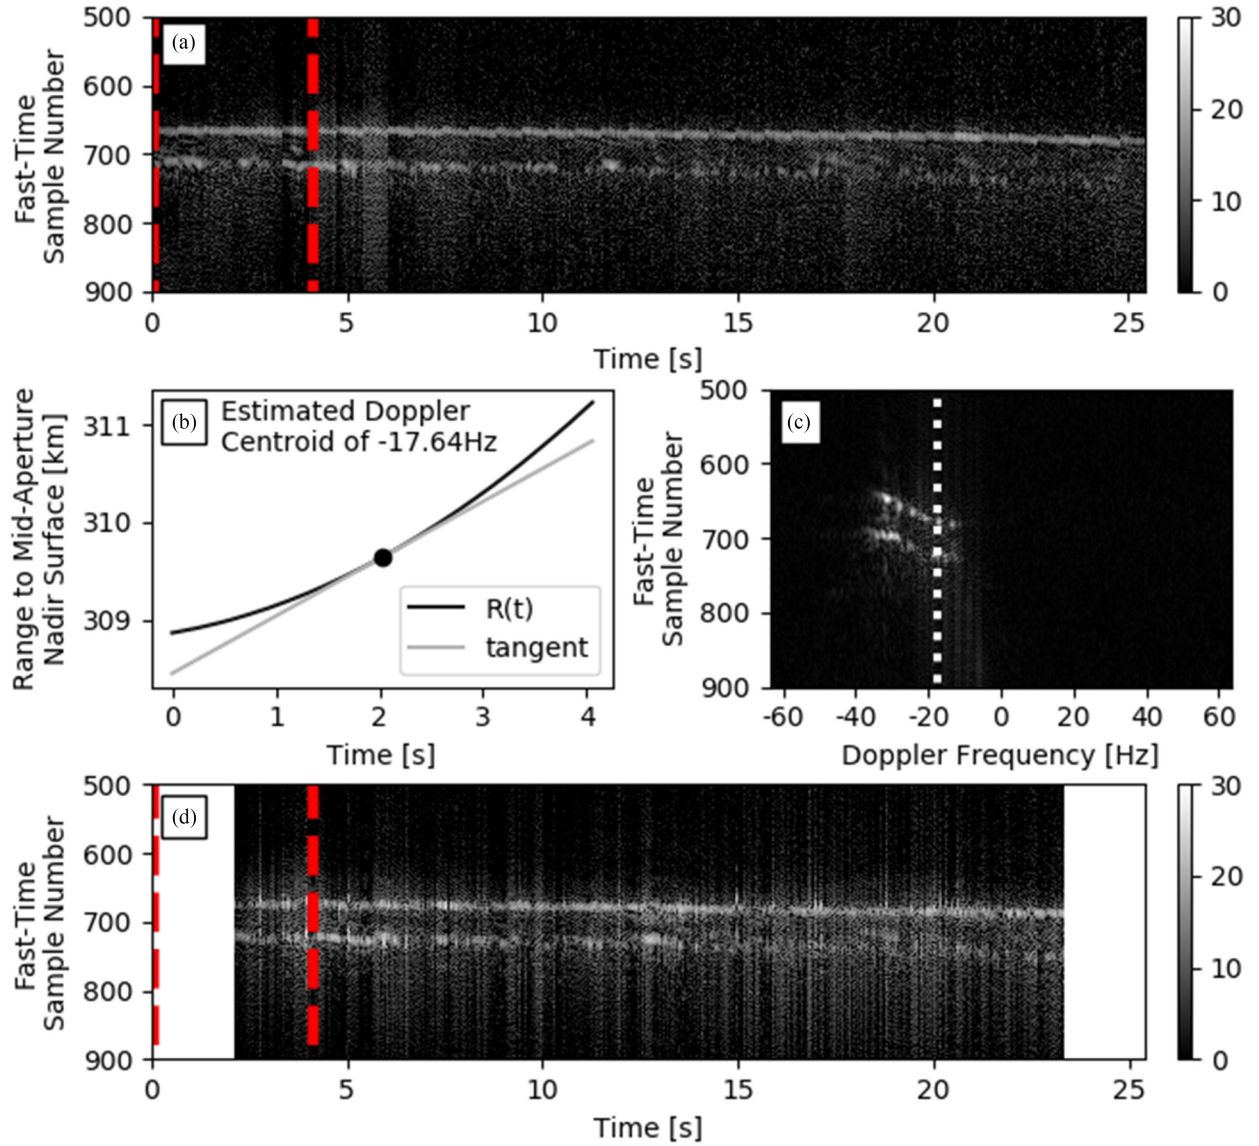 (a)
500
600
700
800
900
Fast-Time
Sample Number
0 5 10 15 20 25
Time [s]
30
20
10
0
(b)
Estimated Doppler
Centroid of -17.64Hz
311
310
309
Range to Mid-Aperture
Nadir Surface [km]
R(t)
tangent
0 1 2 3 4
Time [s]
(c)
500
600
700
800
900
Fast-Time
Sample Number
-60 -40 -20 0 20 40 60
Doppler Frequency [Hz]
(d)
500
600
700
800
900
Fast-Time
Sample Number
0 5 10 15 20 25
Time [s]
30
20
10
0